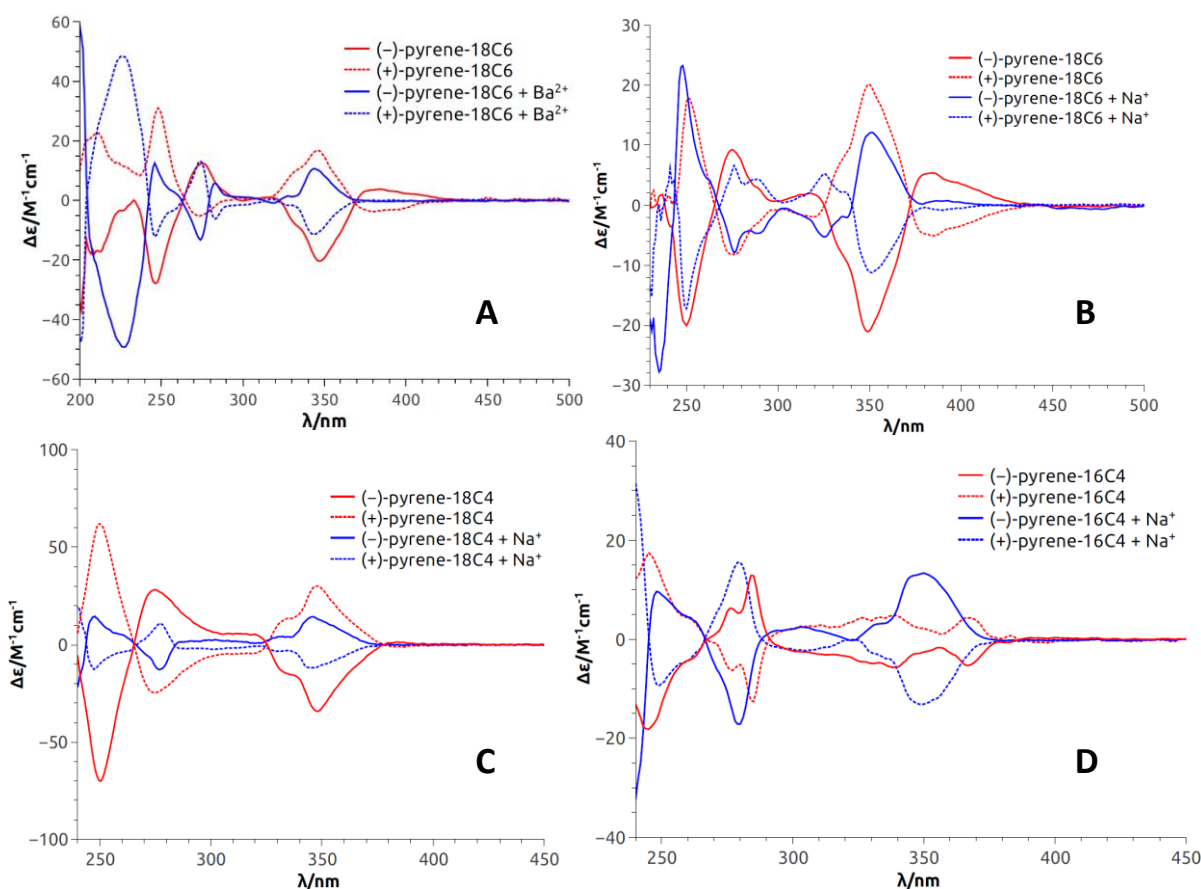 60
40
20
0
−20
−40
−60
200
250
300
350
400
450
500
Δε/M⁻¹cm⁻¹
λ/nm
(−)-pyrene-18C6
(+)-pyrene-18C6
(−)-pyrene-18C6 + Ba²⁺
(+)-pyrene-18C6 + Ba²⁺
A
30
20
10
0
−10
−20
−30
250
300
350
400
450
500
Δε/M⁻¹cm⁻¹
λ/nm
(−)-pyrene-18C6
(+)-pyrene-18C6
(−)-pyrene-18C6 + Na⁺
(+)-pyrene-18C6 + Na⁺
B
100
50
0
−50
−100
250
300
350
400
450
Δε/M⁻¹cm⁻¹
λ/nm
(−)-pyrene-18C4
(+)-pyrene-18C4
(−)-pyrene-18C4 + Na⁺
(+)-pyrene-18C4 + Na⁺
C
40
20
0
−20
−40
250
300
350
400
450
Δε/M⁻¹cm⁻¹
λ/nm
(−)-pyrene-16C4
(+)-pyrene-16C4
(−)-pyrene-16C4 + Na⁺
(+)-pyrene-16C4 + Na⁺
D